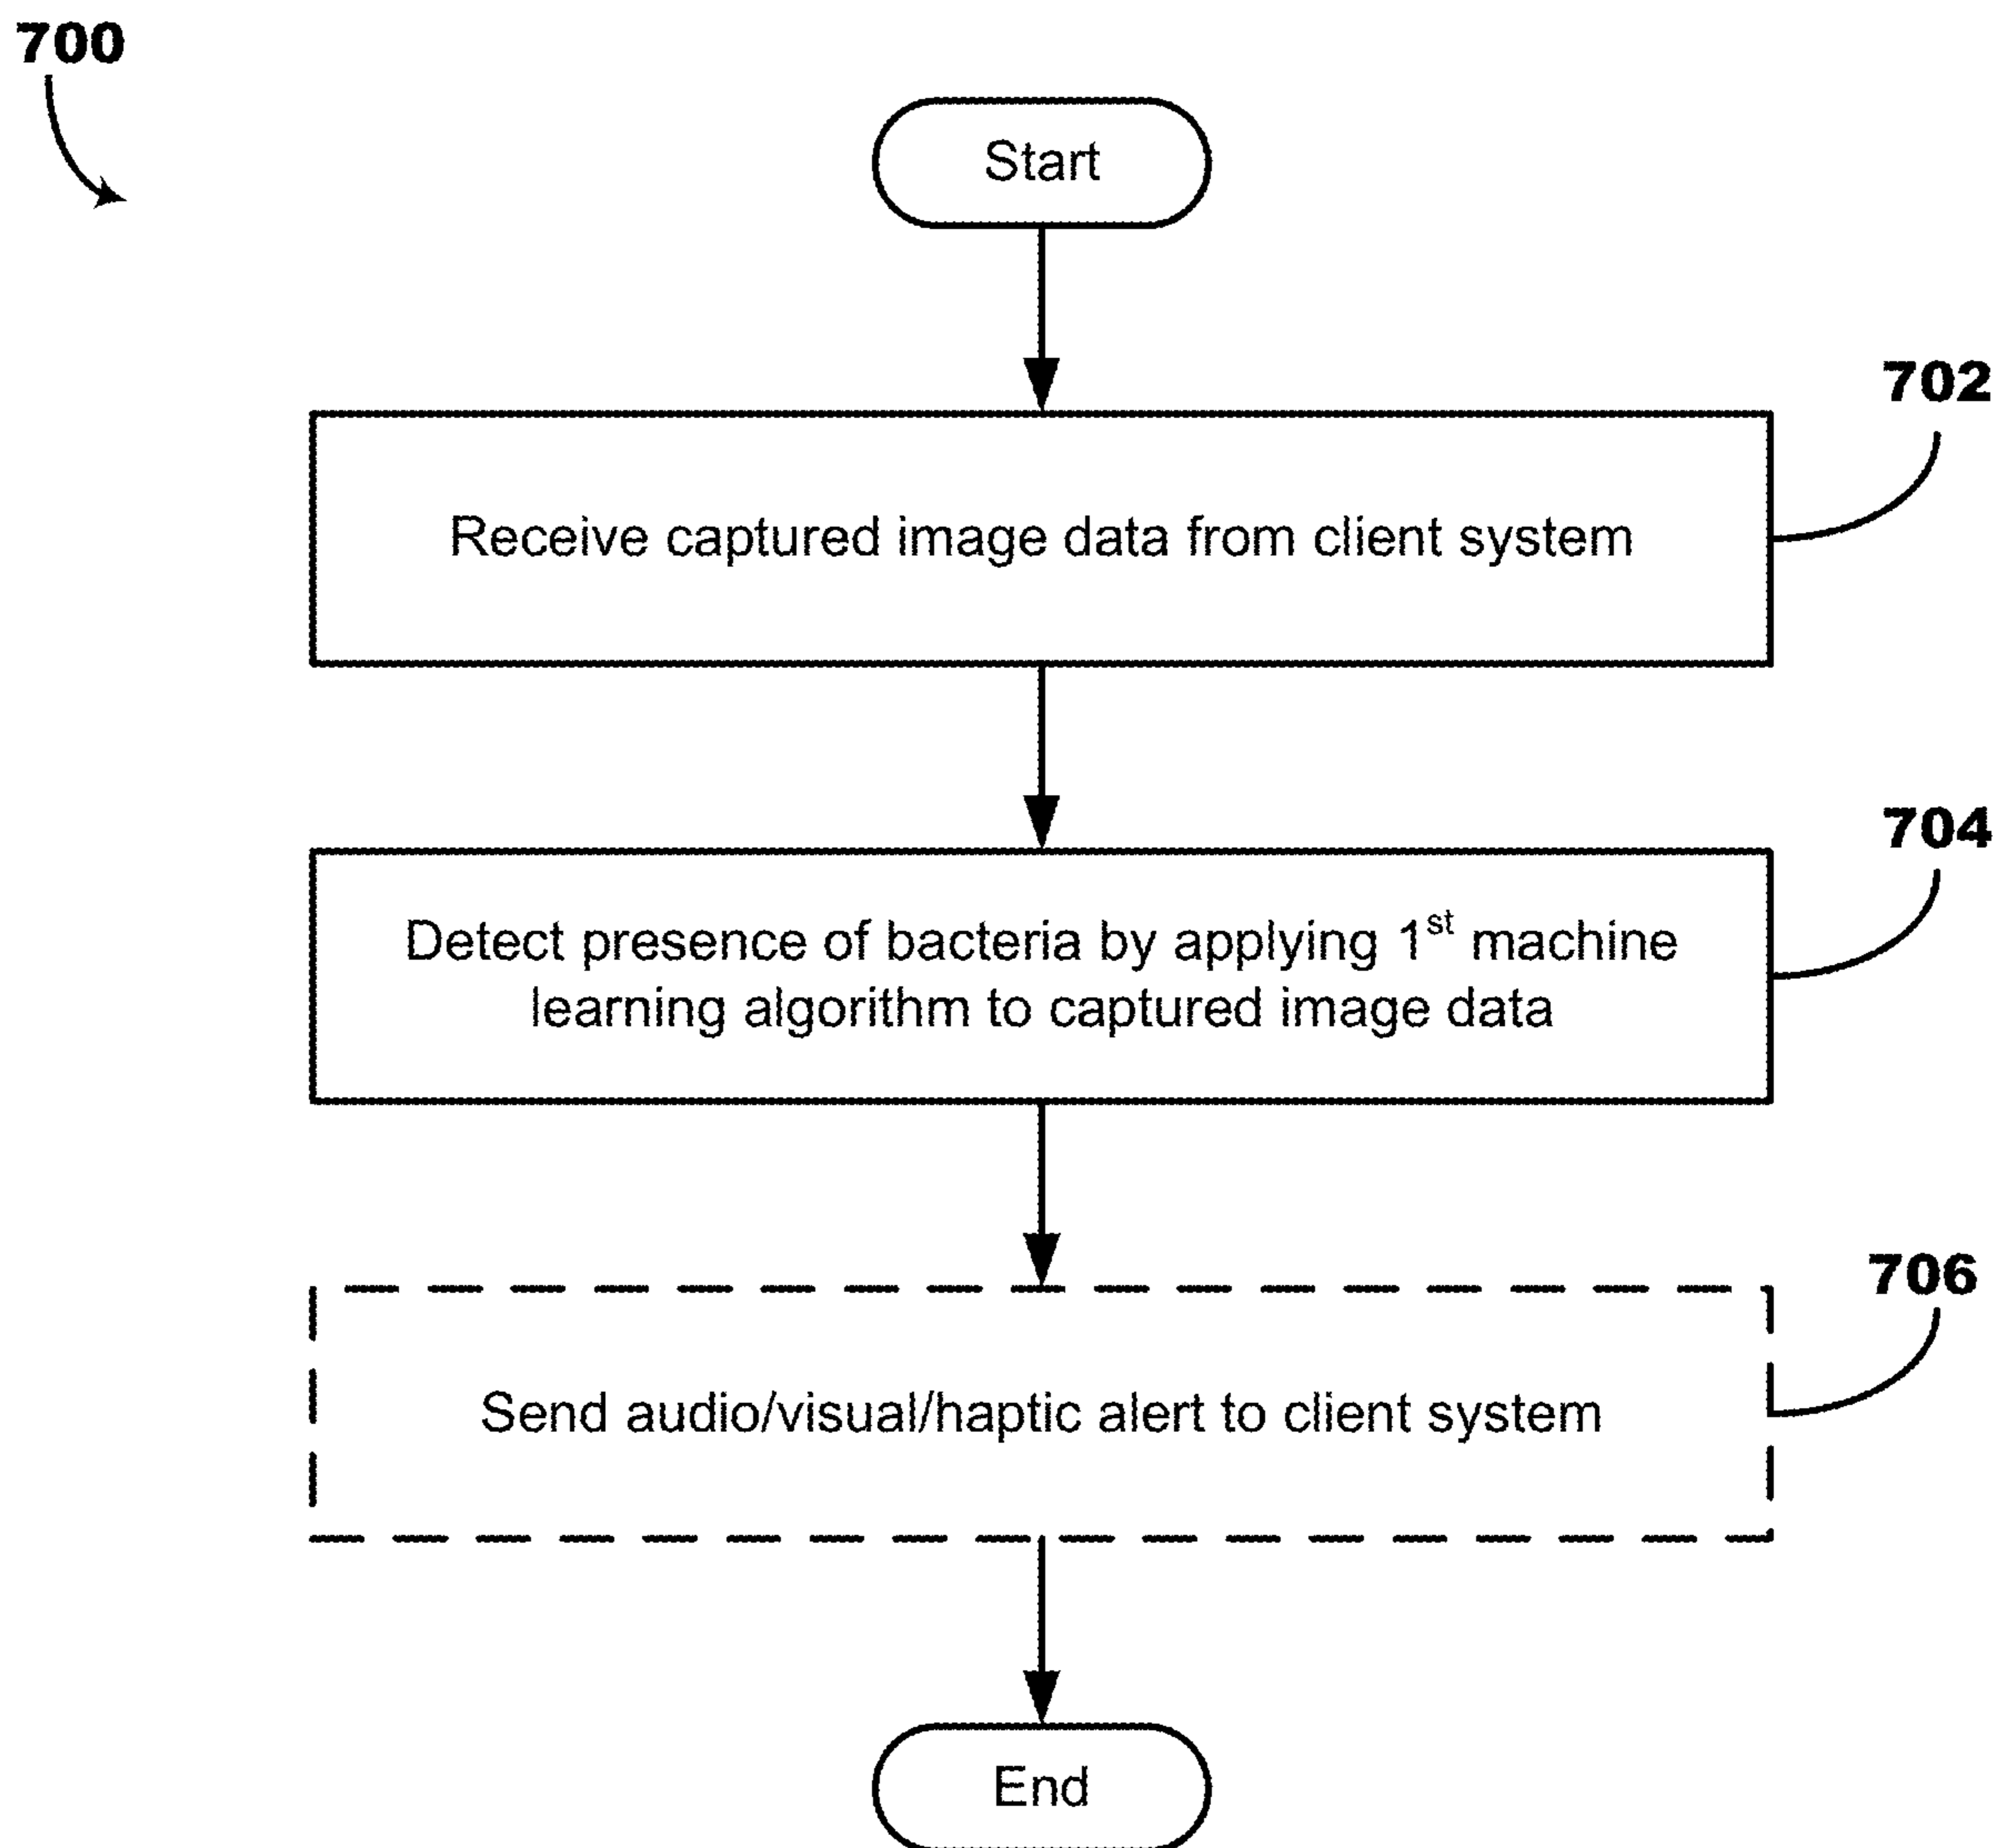 700
Start
702
Receive captured image data from client system
704
Detect presence of bacteria by applying 1st machine
learning algorithm to captured image data
706
Send audio/visual/haptic alert to client system
End